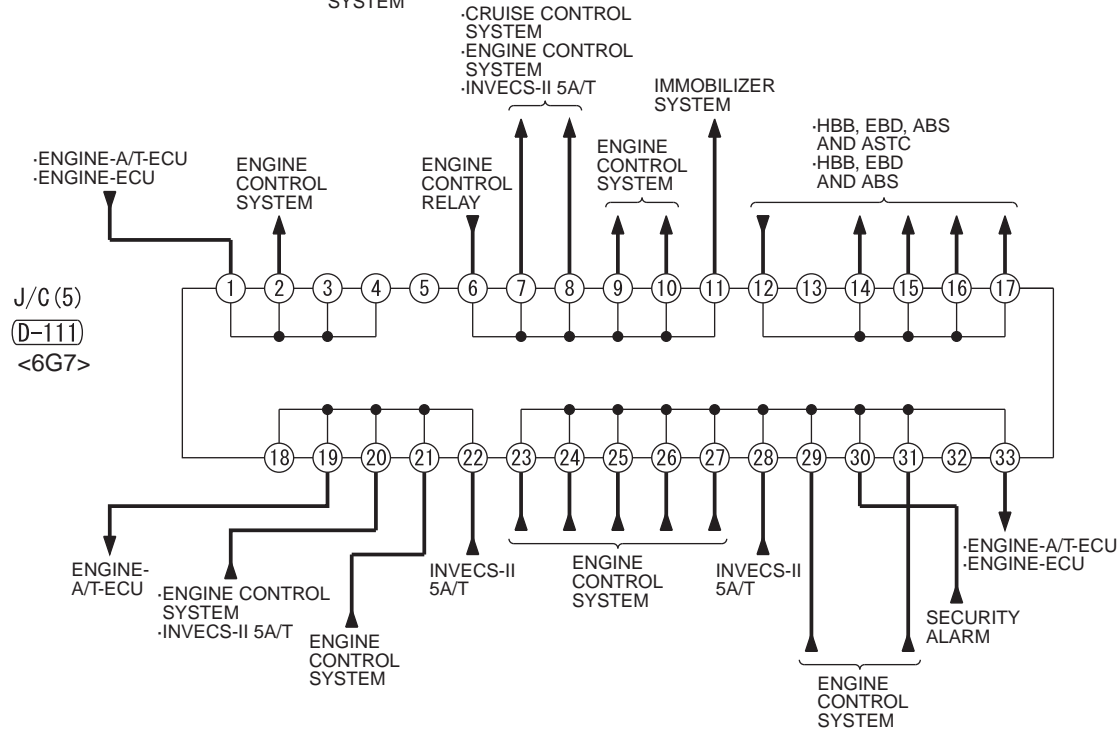 SYSTEM
·CRUISE CONTROL
SYSTEM
·ENGINE CONTROL
SYSTEM
·INVECS-II 5A/T
IMMOBILIZER
SYSTEM
·HBB, EBD, ABS
AND ASTC
·HBB, EBD
AND ABS
·ENGINE-A/T-ECU
·ENGINE-ECU
ENGINE
CONTROL
SYSTEM
ENGINE
CONTROL
RELAY
ENGINE
CONTROL
SYSTEM
J/C(5)
D-111
<6G7>
1 2 3 4 5 6 7 8 9 10 11 12 13 14 15 16 17
18 19 20 21 22 23 24 25 26 27 28 29 30 31 32 33
ENGINE-
A/T-ECU
·ENGINE CONTROL
SYSTEM
·INVECS-II 5A/T
ENGINE
CONTROL
SYSTEM
INVECS-II
5A/T
ENGINE
CONTROL
SYSTEM
INVECS-II
5A/T
ENGINE
CONTROL
SYSTEM
SECURITY
ALARM
·ENGINE-A/T-ECU
·ENGINE-ECU